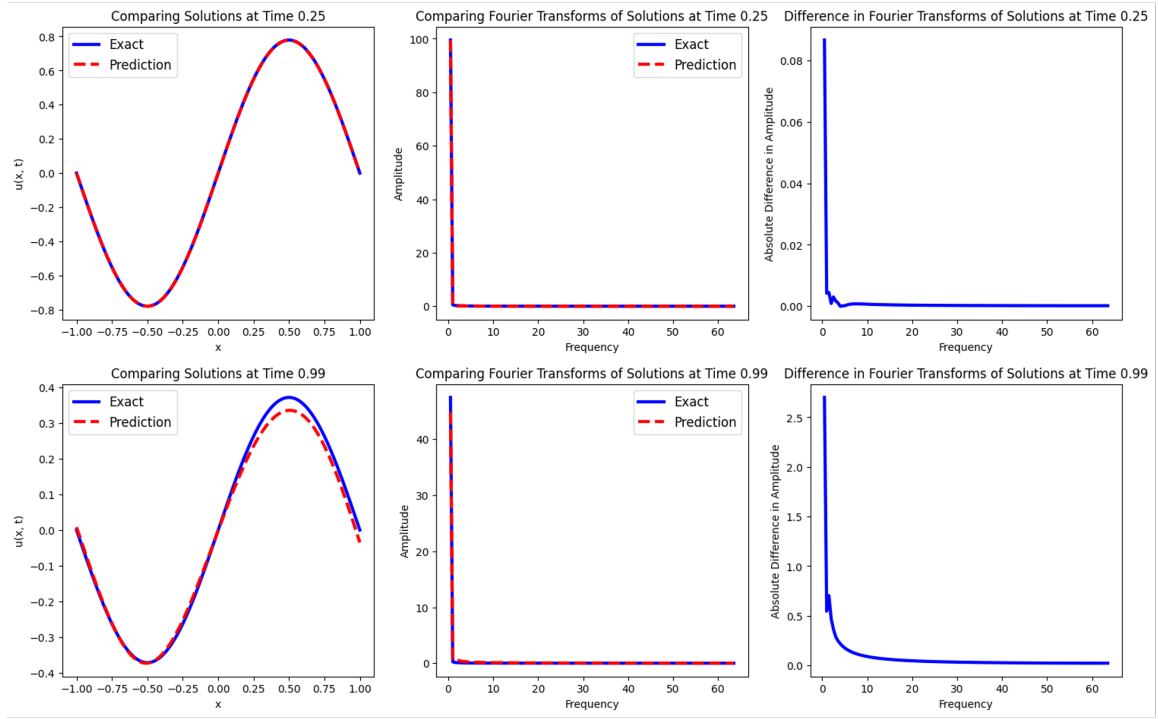 Comparing Solutions at Time 0.25
Exact
Prediction
u(x, t)
0.8
0.6
0.4
0.2
0.0
−0.2
−0.4
−0.6
−0.8
−1.00 −0.75 −0.50 −0.25 0.00 0.25 0.50 0.75 1.00
x
Comparing Fourier Transforms of Solutions at Time 0.25
Exact
Prediction
Amplitude
100
80
60
40
20
0
0 10 20 30 40 50 60
Frequency
Difference in Fourier Transforms of Solutions at Time 0.25
Absolute Difference in Amplitude
0.08
0.06
0.04
0.02
0.00
0 10 20 30 40 50 60
Frequency
Comparing Solutions at Time 0.99
Exact
Prediction
u(x, t)
0.4
0.3
0.2
0.1
0.0
−0.1
−0.2
−0.3
−0.4
−1.00 −0.75 −0.50 −0.25 0.00 0.25 0.50 0.75 1.00
x
Comparing Fourier Transforms of Solutions at Time 0.99
Exact
Prediction
Amplitude
40
30
20
10
0
0 10 20 30 40 50 60
Frequency
Difference in Fourier Transforms of Solutions at Time 0.99
Absolute Difference in Amplitude
2.5
2.0
1.5
1.0
0.5
0.0
0 10 20 30 40 50 60
Frequency